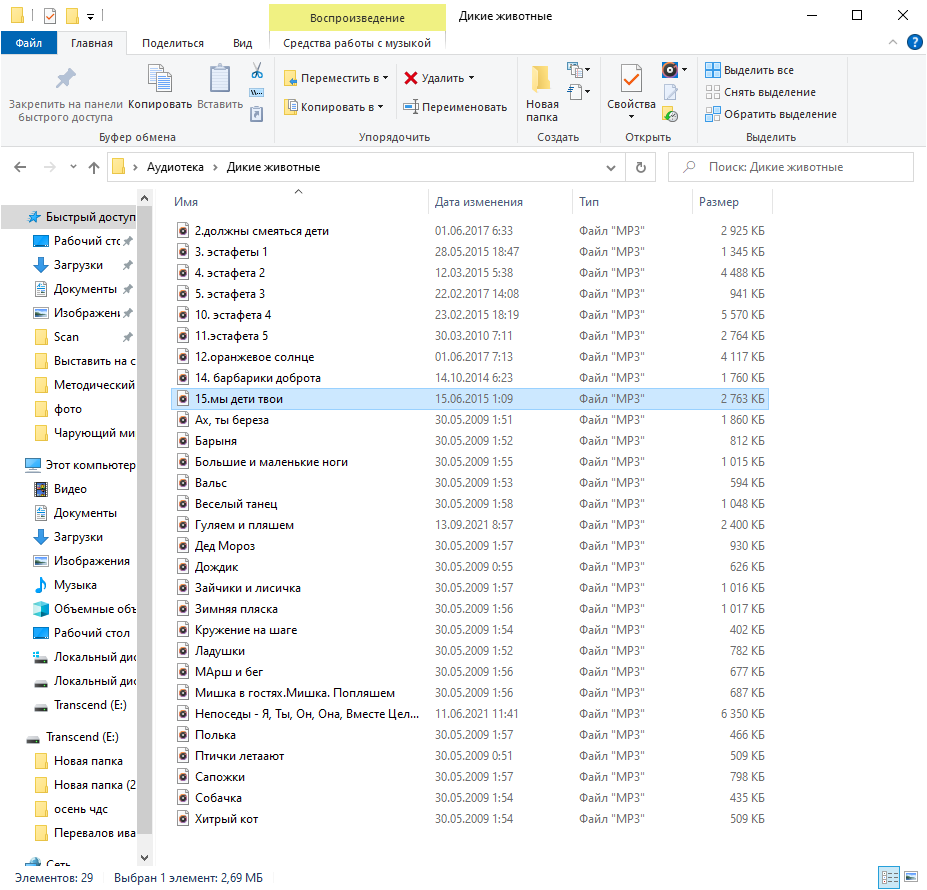 Воспроизведение Дикие животные
Файл Главная Поделиться Вид Средства работы с музыкой
Закрепить на панели быстрого доступа
Копировать
Вставить
Переместить в
Копировать в
Удалить
Переименовать
Новая папка
Свойства
Выделить все
Снять выделение
Обратить выделение
Буфер обмена Упорядочить Создать Открыть Выделить
Аудиотека Дикие животные Поиск: Дикие животные
Быстрый доступ
Рабочий сто
Загрузки
Документы
Изображени
Scan
Выставить на с
Методический
фото
Чарующий ми
Этот компьютер
Видео
Документы
Загрузки
Изображения
Музыка
Объемные объ
Рабочий стол
Локальный дис
Локальный дис
Transcend (E:)
Transcend (E:)
Новая папка
Новая папка (2
осень чдс
Перевалов ива
Сеть
Имя Дата изменения Тип Размер
2.должны смеяться дети 01.06.2017 6:33 Файл "MP3" 2 925 КБ
3. эстафеты 1 28.05.2015 18:47 Файл "MP3" 1 345 КБ
4. эстафета 2 12.03.2015 5:38 Файл "MP3" 4 488 КБ
5. эстафета 3 22.02.2017 14:08 Файл "MP3" 941 КБ
10. эстафета 4 23.02.2015 18:19 Файл "MP3" 5 570 КБ
11.эстафета 5 30.03.2010 7:11 Файл "MP3" 2 764 КБ
12.оранжевое солнце 01.06.2017 7:13 Файл "MP3" 4 117 КБ
14. барбарики доброта 14.10.2014 6:23 Файл "MP3" 1 760 КБ
15.мы дети твои 15.06.2015 1:09 Файл "MP3" 2 763 КБ
Ах, ты береза 30.05.2009 1:51 Файл "MP3" 1 860 КБ
Барыня 30.05.2009 1:52 Файл "MP3" 812 КБ
Большие и маленькие ноги 30.05.2009 1:55 Файл "MP3" 1 015 КБ
Вальс 30.05.2009 1:53 Файл "MP3" 594 КБ
Веселый танец 30.05.2009 1:58 Файл "MP3" 1 048 КБ
Гуляем и пляшем 13.09.2021 8:57 Файл "MP3" 2 400 КБ
Дед Мороз 30.05.2009 1:57 Файл "MP3" 930 КБ
Дождик 30.05.2009 0:55 Файл "MP3" 626 КБ
Зайчики и лисичка 30.05.2009 1:57 Файл "MP3" 1 016 КБ
Зимняя пляска 30.05.2009 1:56 Файл "MP3" 1 017 КБ
Кружение на шаге 30.05.2009 1:54 Файл "MP3" 402 КБ
Ладушки 30.05.2009 1:52 Файл "MP3" 782 КБ
МАрш и бег 30.05.2009 1:56 Файл "MP3" 677 КБ
Мишка в гостях.Мишка. Попляшем 30.05.2009 1:56 Файл "MP3" 687 КБ
Непоседы - Я, Ты, Он, Она, Вместе Цел... 11.06.2021 11:41 Файл "MP3" 6 350 КБ
Полька 30.05.2009 1:57 Файл "MP3" 466 КБ
Птички летаают 30.05.2009 0:51 Файл "MP3" 509 КБ
Сапожки 30.05.2009 1:57 Файл "MP3" 798 КБ
Собачка 30.05.2009 1:54 Файл "MP3" 435 КБ
Хитрый кот 30.05.2009 1:54 Файл "MP3" 509 КБ
Элементов: 29 Выбран 1 элемент: 2,69 МБ